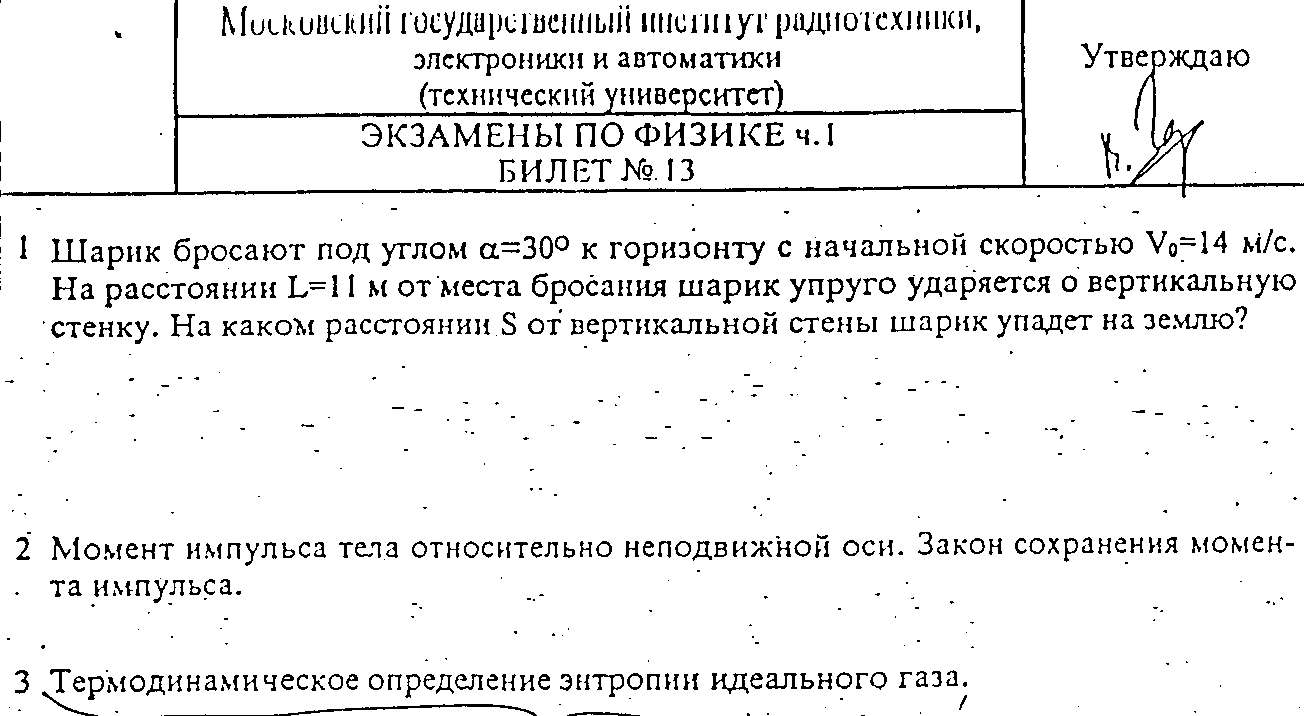 Московский государственный институт радиотехники,
электроники и автоматики
(технический университет)
Утверждаю
ЭКЗАМЕНЫ ПО ФИЗИКЕ ч.1
БИЛЕТ № 13
1 Шарик бросают под углом α=30° к горизонту с начальной скоростью V₀=14 м/с.
На расстоянии L=11 м от места бросания шарик упруго ударяется о вертикальную
стенку. На каком расстоянии S от вертикальной стены шарик упадет на землю?
2 Момент импульса тела относительно неподвижной оси. Закон сохранения момен-
та импульса.
3 Термодинамическое определение энтропии идеального газа.